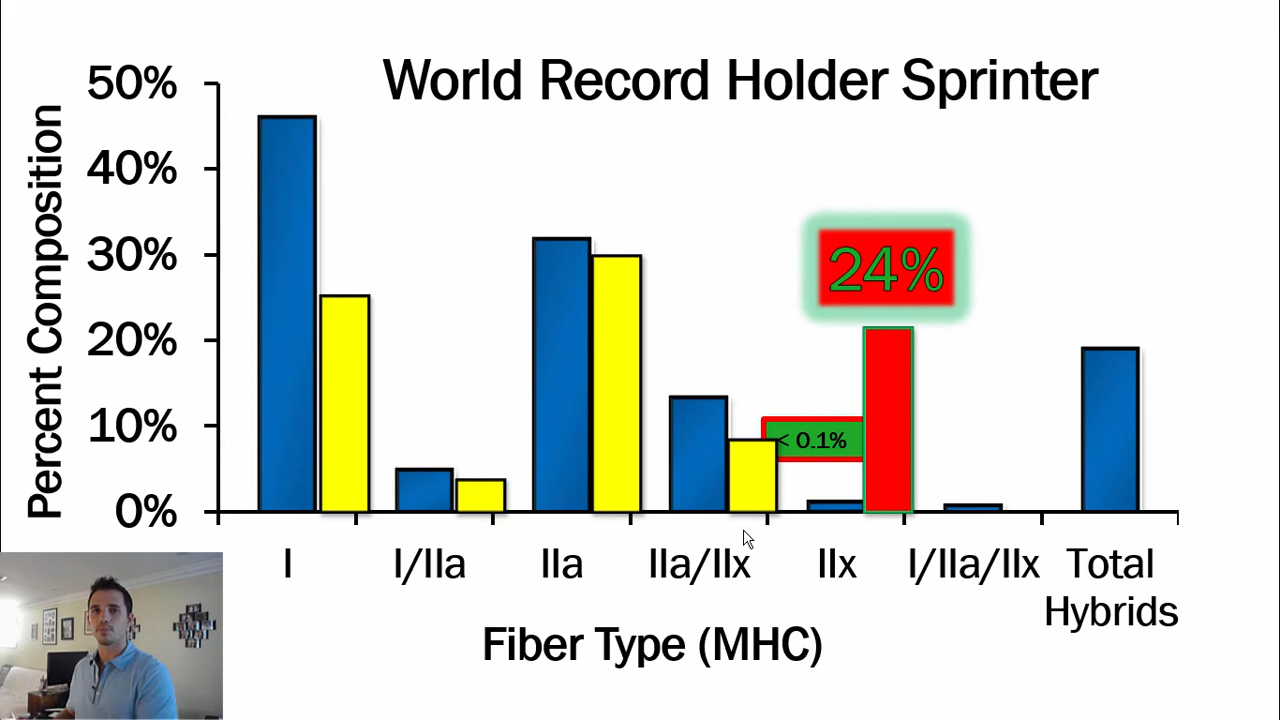 World Record Holder Sprinter
Percent Composition
50%
40%
30%
20%
10%
0%
24%
< 0.1%
I
I/IIa
IIa
IIa/IIx
IIx
I/IIa/IIx
Total
Hybrids
Fiber Type (MHC)